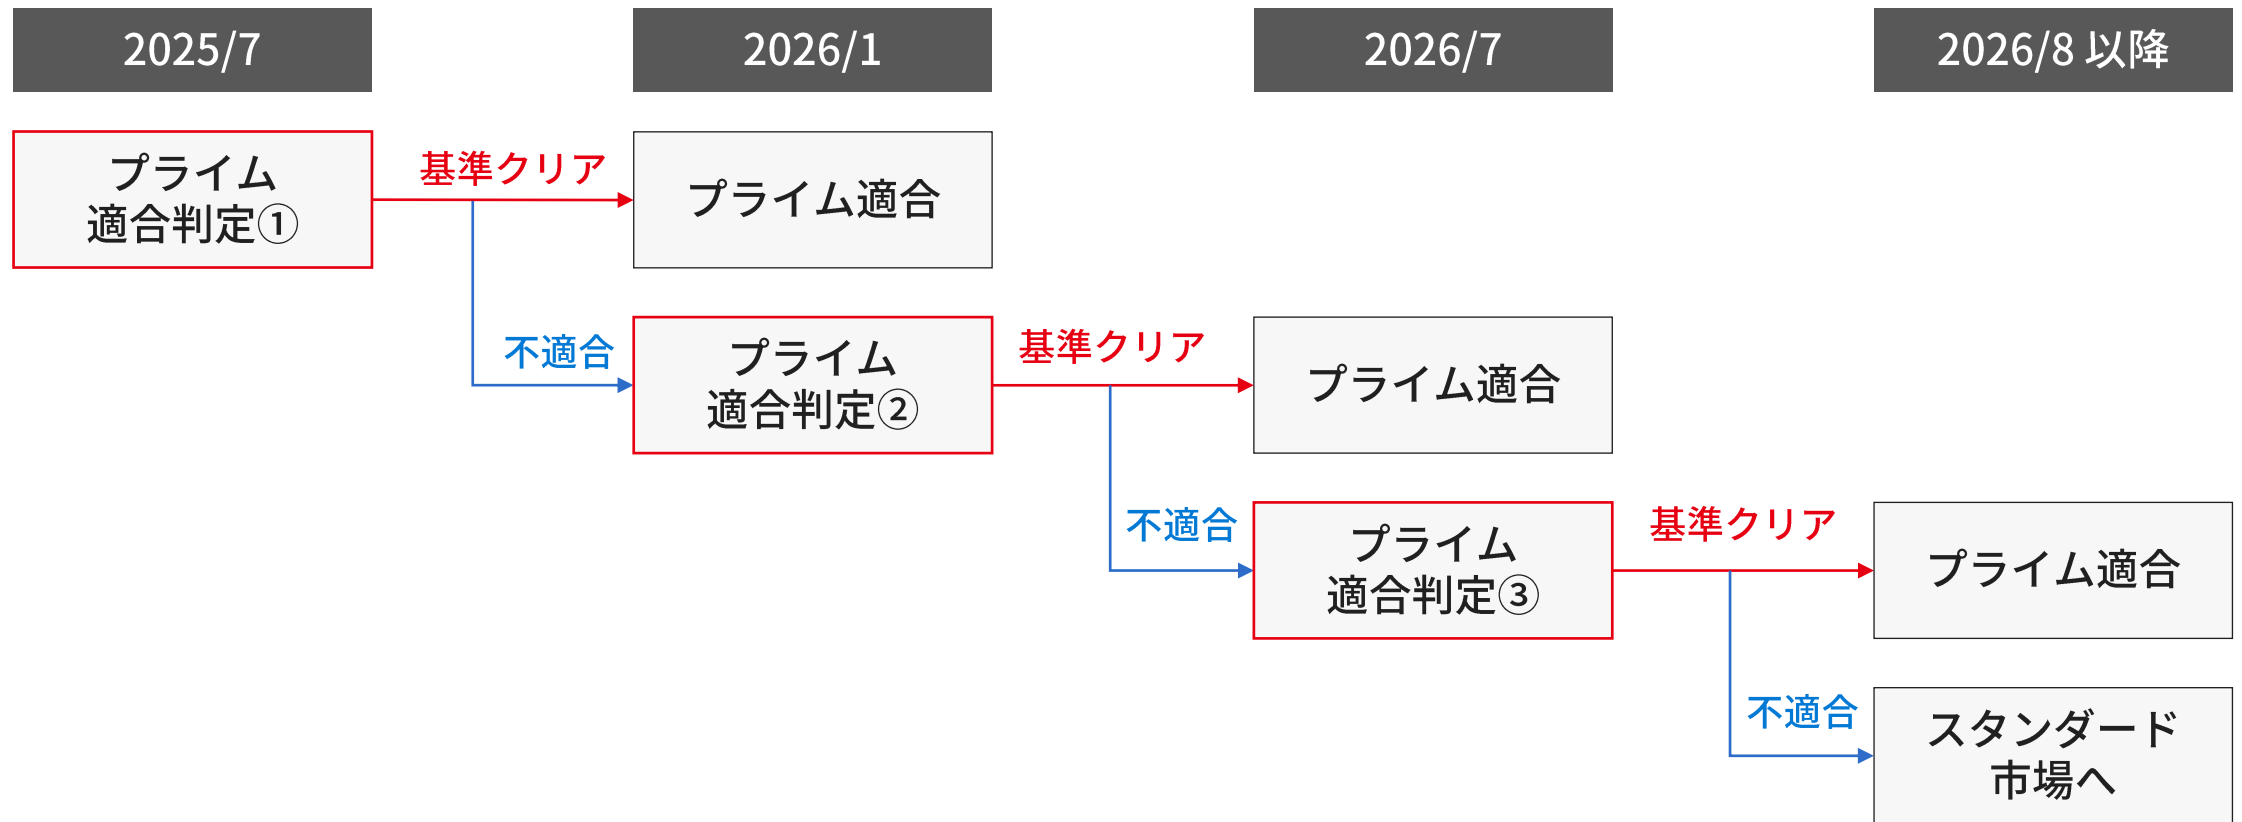 2025/7
2026/1
2026/7
2026/8 以降
プライム
適合判定①
基準クリア
プライム適合
不適合
プライム
適合判定②
基準クリア
プライム適合
不適合
プライム
適合判定③
基準クリア
プライム適合
不適合
スタンダード
市場へ